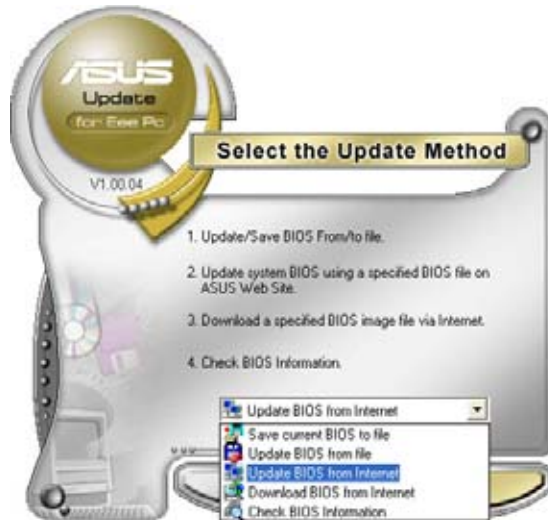 ASUS
Update
for Eee Pc
V1.00.04
Select the Update Method
1. Update/Save BIOS From/to file.
2. Update system BIOS using a specified BIOS file on
ASUS Web Site.
3. Download a specified BIOS image file via Internet.
4. Check BIOS Information.
Update BIOS from Internet
Save current BIOS to file
Update BIOS from file
Update BIOS from Internet
Download BIOS from Internet
Check BIOS Information